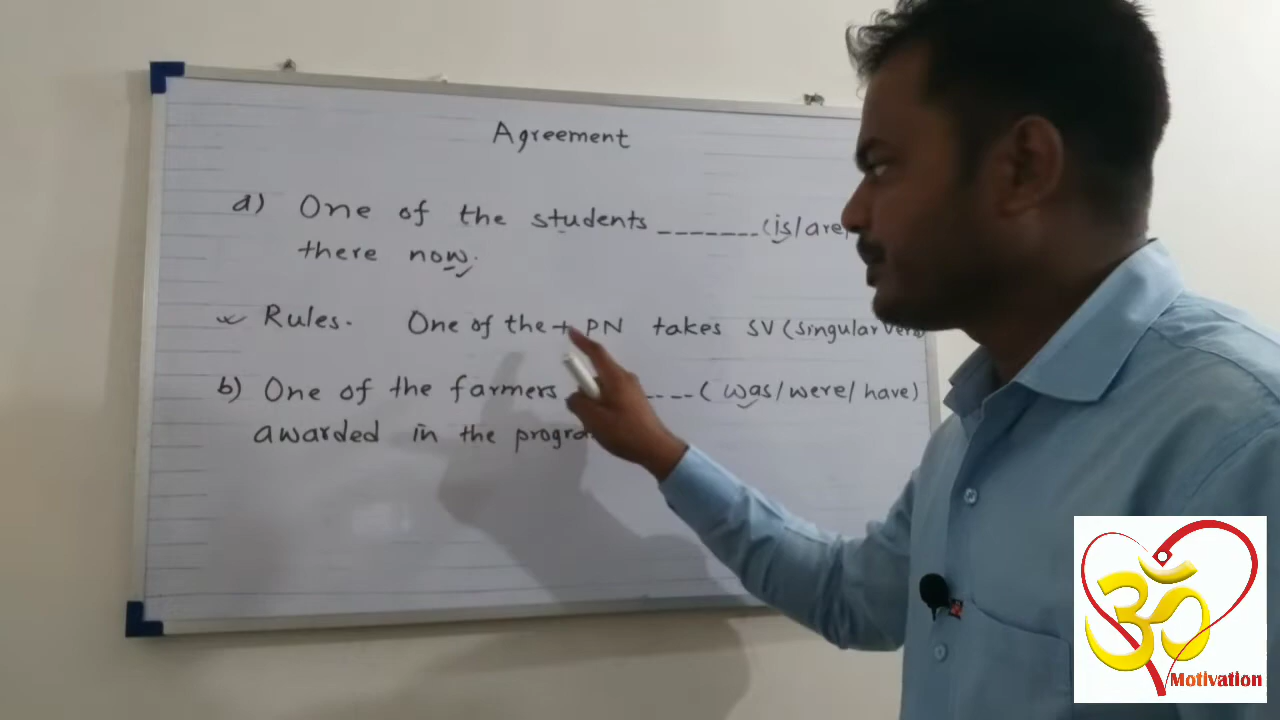 Agreement
a) One of the students _______ (is/are/
there now.
Rules. One of the + PN takes SV (singular verb
b) One of the farmers ---- ( was/were/have)
awarded in the
ॐ
Motivation